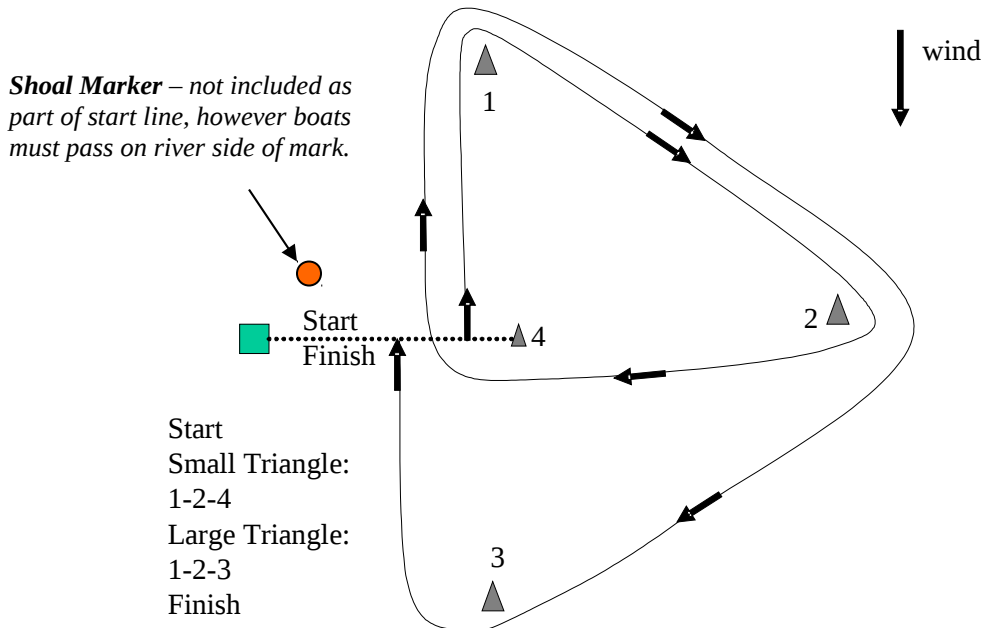 wind
Shoal Marker – not included as
part of start line, however boats
must pass on river side of mark.
1
2
Start
Finish
4
Start
Small Triangle:
1-2-4
Large Triangle:
1-2-3
Finish
3